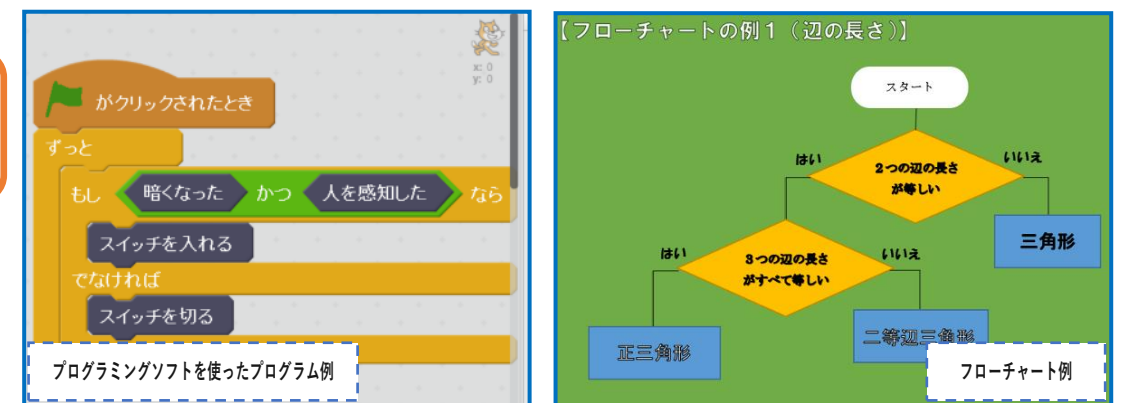 x: 0
y: 0
がクリックされたとき
ずっと
もし 暗くなった かつ 人を感知した なら
スイッチを入れる
でなければ
スイッチを切る
プログラミングソフトを使ったプログラム例
【フローチャートの例１（辺の長さ）】
スタート
はい
いいえ
２つの辺の長さ
が等しい
三角形
はい
いいえ
３つの辺の長さ
がすべて等しい
正三角形
二等辺三角形
フローチャート例